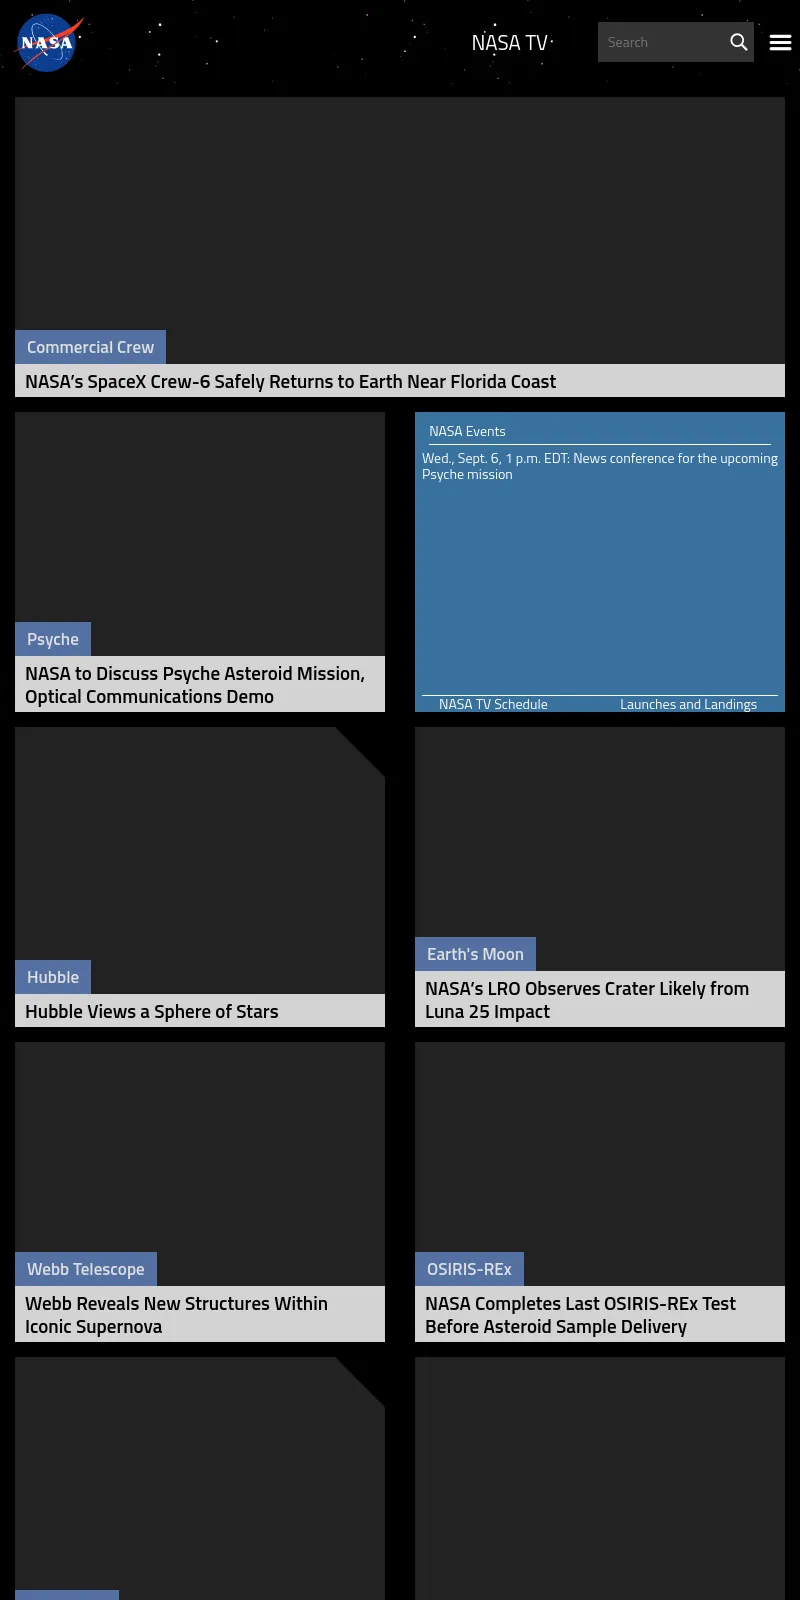 NASA
NASA TV
Search
Commercial Crew
NASA’s SpaceX Crew-6 Safely Returns to Earth Near Florida Coast
Psyche
NASA to Discuss Psyche Asteroid Mission,
Optical Communications Demo
NASA Events
Wed., Sept. 6, 1 p.m. EDT: News conference for the upcoming
Psyche mission
NASA TV Schedule
Launches and Landings
Hubble
Hubble Views a Sphere of Stars
Earth's Moon
NASA’s LRO Observes Crater Likely from
Luna 25 Impact
Webb Telescope
Webb Reveals New Structures Within
Iconic Supernova
OSIRIS-REx
NASA Completes Last OSIRIS-REx Test
Before Asteroid Sample Delivery